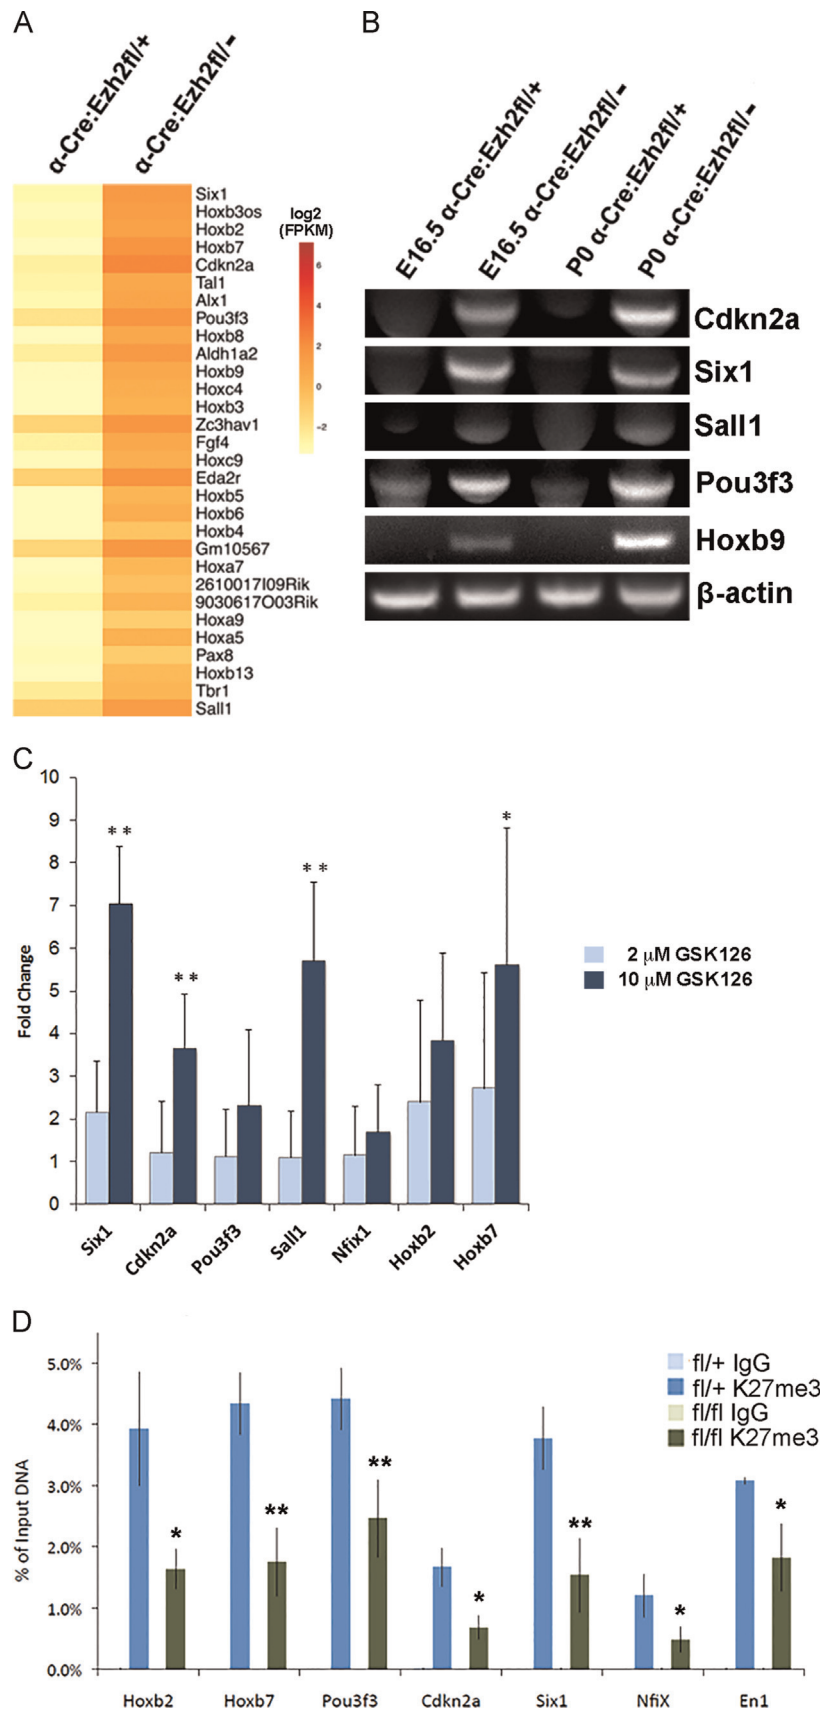 A
B
α-Cre:Ezh2fl/+
α-Cre:Ezh2fl/-
E16.5 α-Cre:Ezh2fl/+
E16.5 α-Cre:Ezh2fl/-
P0 α-Cre:Ezh2fl/+
P0 α-Cre:Ezh2fl/-
Six1
Hoxb3os
Hoxb2
Hoxb7
Cdkn2a
Tal1
Alx1
Pou3f3
Hoxb8
Aldh1a2
Hoxb9
Hoxc4
Hoxb3
Zc3hav1
Fgf4
Hoxc9
Eda2r
Hoxb5
Hoxb6
Hoxb4
Gm10567
Hoxa7
2610017I09Rik
9030617O03Rik
Hoxa9
Hoxa5
Pax8
Hoxb13
Tbr1
Sall1
log2
(FPKM)
6
4
2
0
−2
Cdkn2a
Six1
Sall1
Pou3f3
Hoxb9
β-actin
C
10
9
8
7
6
5
4
3
2
1
0
Fold Change
**
**
**
*
2 μM GSK126
10 μM GSK126
Six1
Cdkn2a
Pou3f3
Sall1
Nfix1
Hoxb2
Hoxb7
D
5.0%
4.0%
3.0%
2.0%
1.0%
0.0%
% of Input DNA
fl/+ IgG
fl/+ K27me3
fl/fl IgG
fl/fl K27me3
*
**
**
*
**
*
*
Hoxb2
Hoxb7
Pou3f3
Cdkn2a
Six1
NfiX
En1